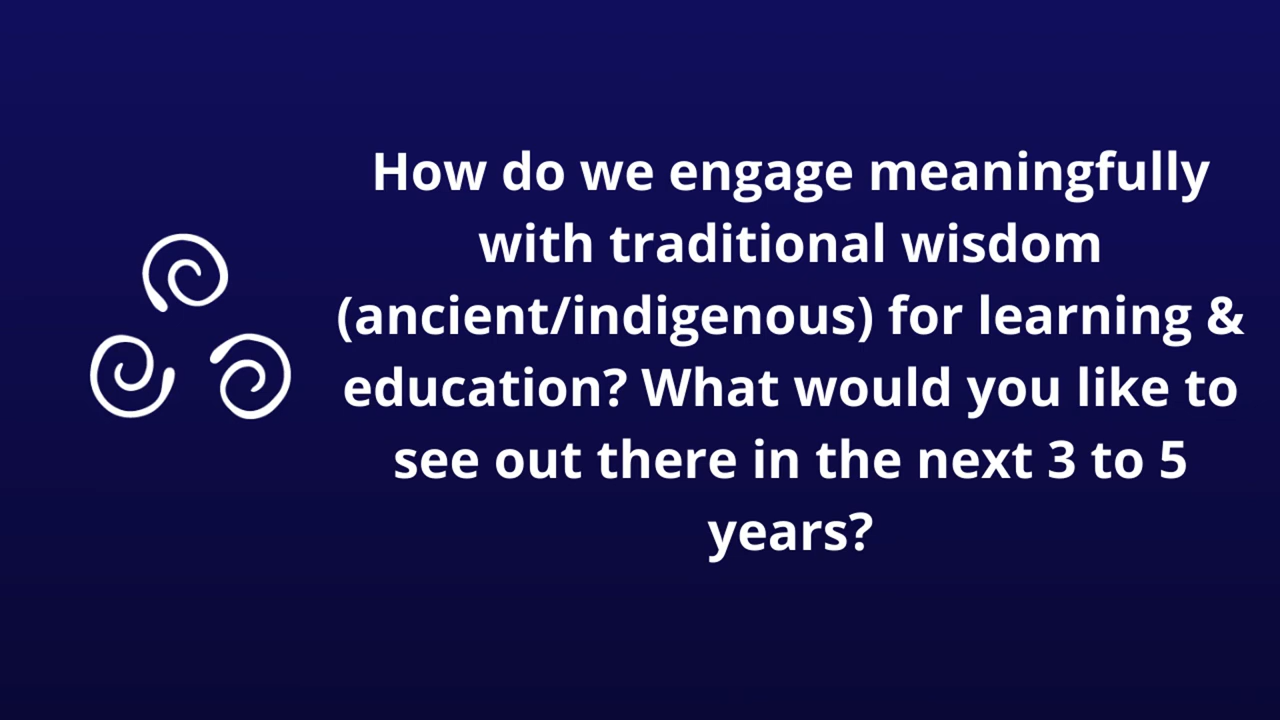 How do we engage meaningfully
with traditional wisdom
(ancient/indigenous) for learning &
education? What would you like to
see out there in the next 3 to 5
years?